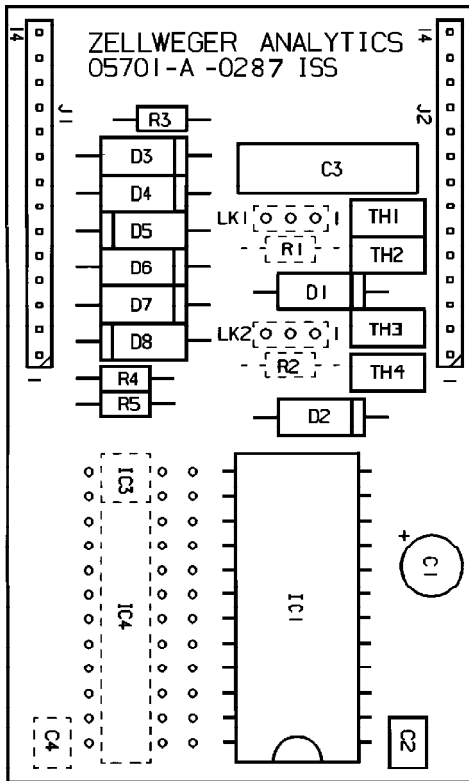 ZELLWEGER ANALYTICS
05701-A -0287 ISS
14
14
J1
J2
R3
D3
C3
D4
LK1
1
TH1
D5
R1
TH2
D6
D1
D7
LK2
1
TH3
D8
R2
TH4
1
1
R4
R5
D2
IC3
+
C1
IC4
IC1
C4
C2